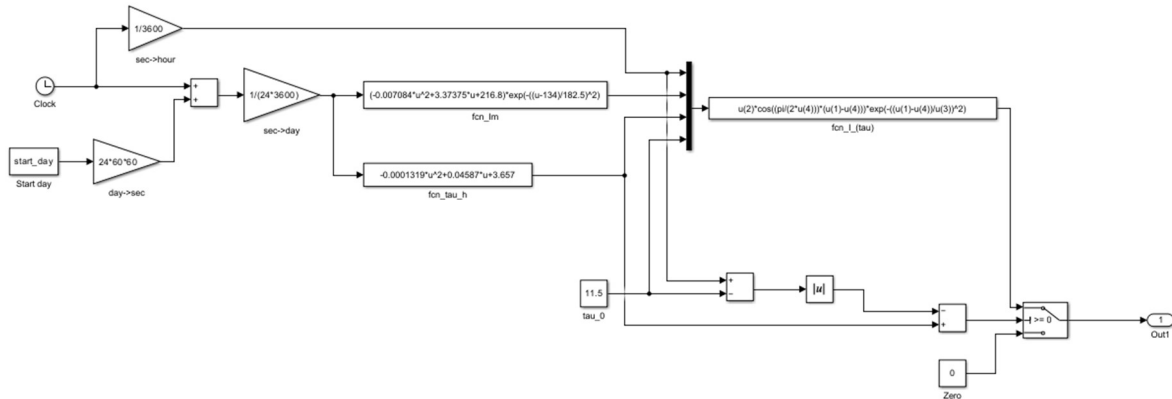 1/3600
sec->hour
Clock
+
+
1/(24*3600)
sec->day
(-0.007084*u^2+3.37375*u+216.8)*exp(-((u-134)/182.5)^2)
fcn_Im
u(2)*cos((pi/(2*u(4)))*(u(1)-u(4)))*exp(-((u(1)-u(4))/u(3))^2)
fcn_I_(tau)
start_day
Start day
24*60*60
day->sec
-0.0001319*u^2+0.04587*u+3.657
fcn_tau_h
11.5
tau_0
+
−
|u|
−
+
>= 0
1
Out1
0
Zero